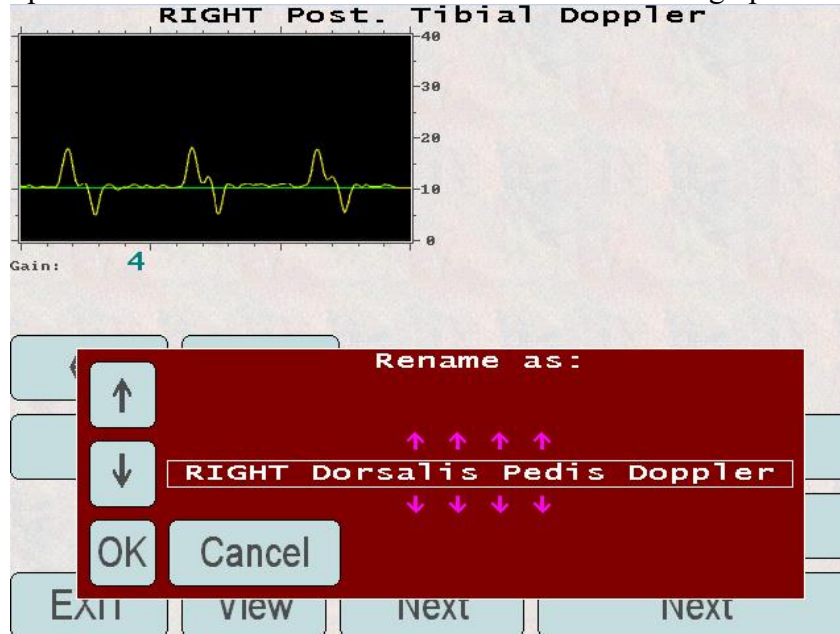 RIGHT Post. Tibial Doppler
40
30
20
10
0
Gain: 4
Rename as:
↑
↑ ↑ ↑ ↑
↓ RIGHT Dorsalis Pedis Doppler
↓ ↓ ↓ ↓
OK Cancel
EXIT View Next Next